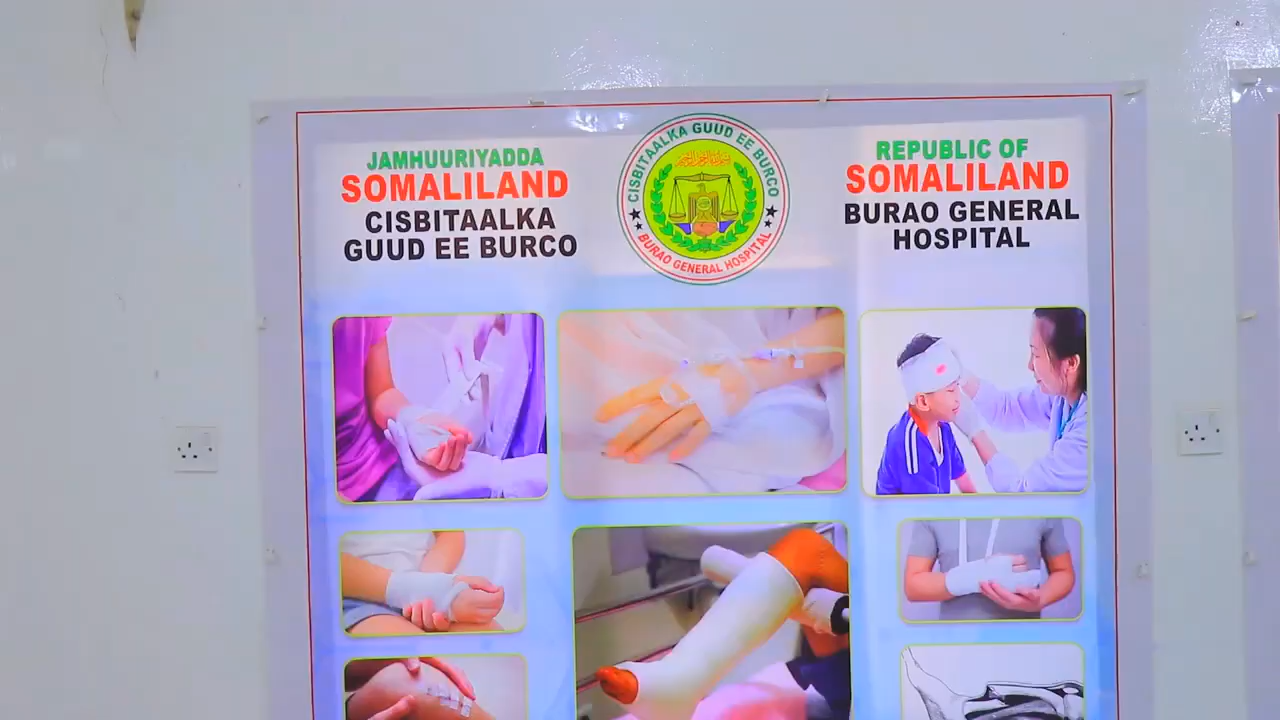 JAMHUURIYADDA
SOMALILAND
CISBITAALKA
GUUD EE BURCO
CISBITAALKA GUUD EE BURCO
BURAO GENERAL HOSPITAL
REPUBLIC OF
SOMALILAND
BURAO GENERAL
HOSPITAL